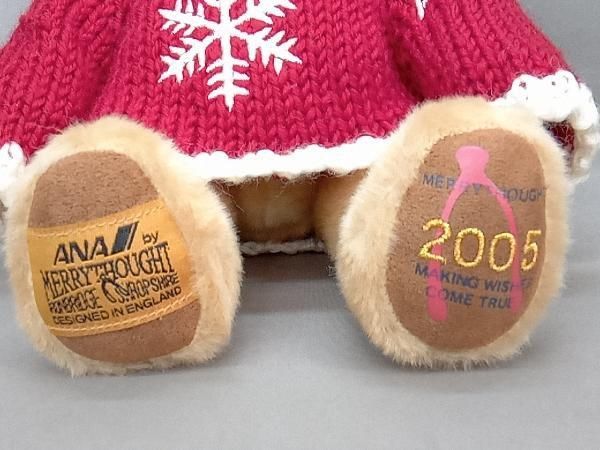 ANA by
MERRYTHOUGHT
IRONBRIDGE SHROPSHIRE
DESIGNED IN ENGLAND
MERRYTHOUGHT
2005
MAKING WISHES
COME TRUE